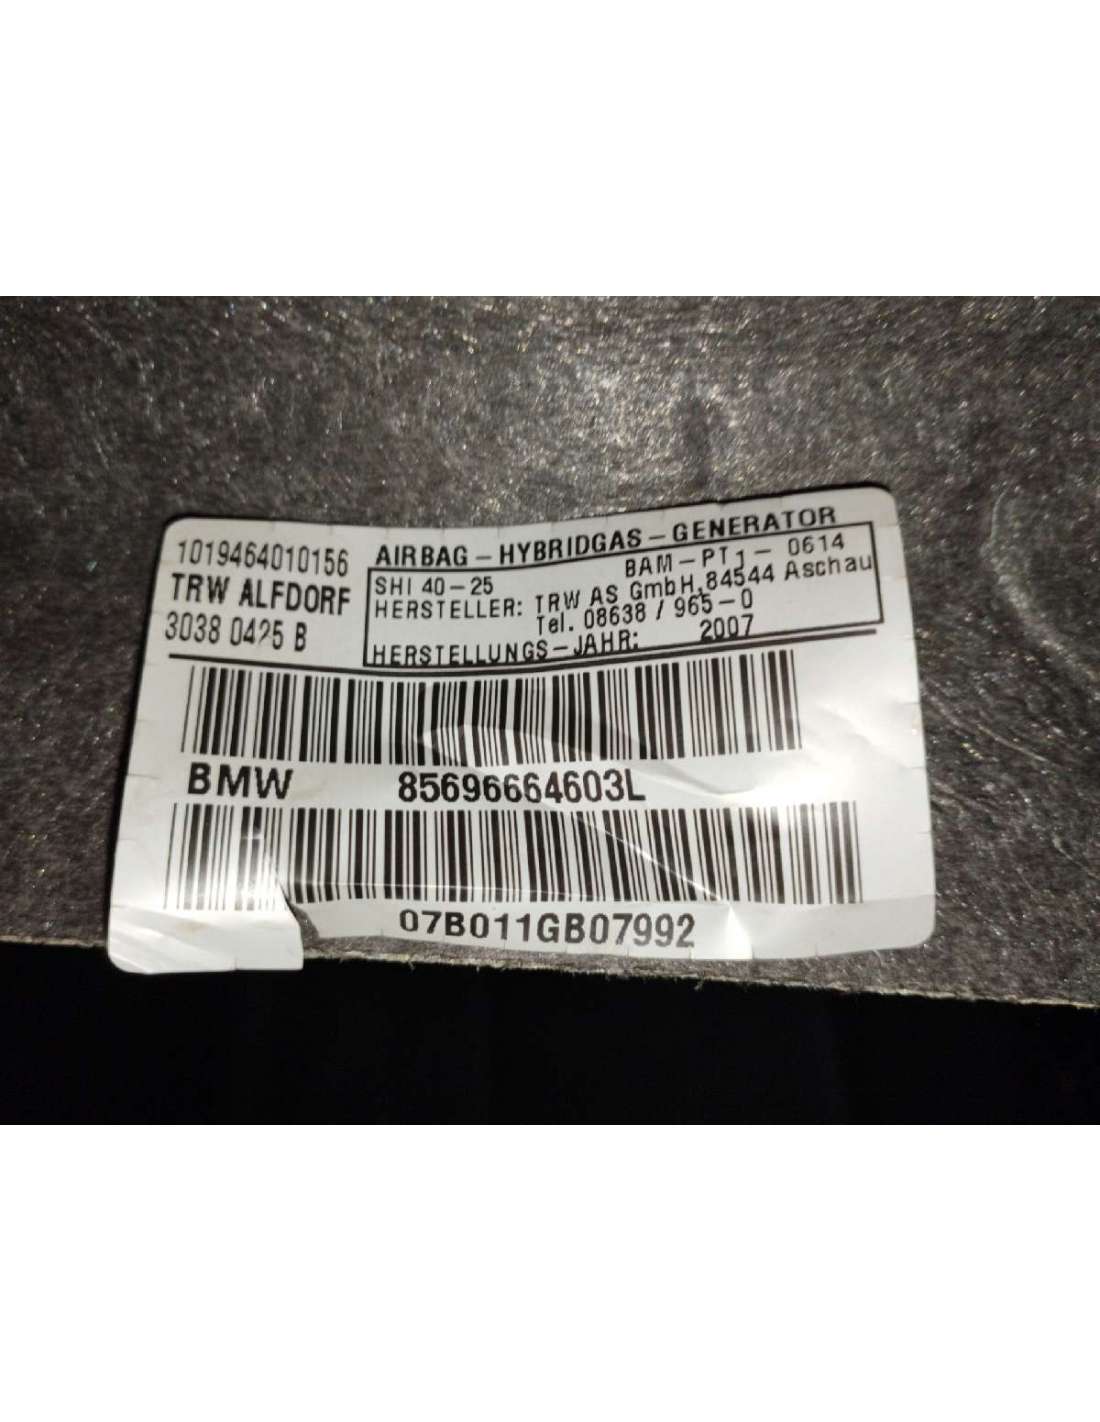 1019464010156
TRW ALFDORF
3038 0425 B
AIRBAG-HYBRIDGAS-GENERATOR
SHI 40-25 BAM-PT1- 0614
HERSTELLER: TRW AS GmbH,84544 Aschau
Tel. 08638 / 965-0
HERSTELLUNGS-JAHR: 2007
BMW 85696664603L
07B011GB07992